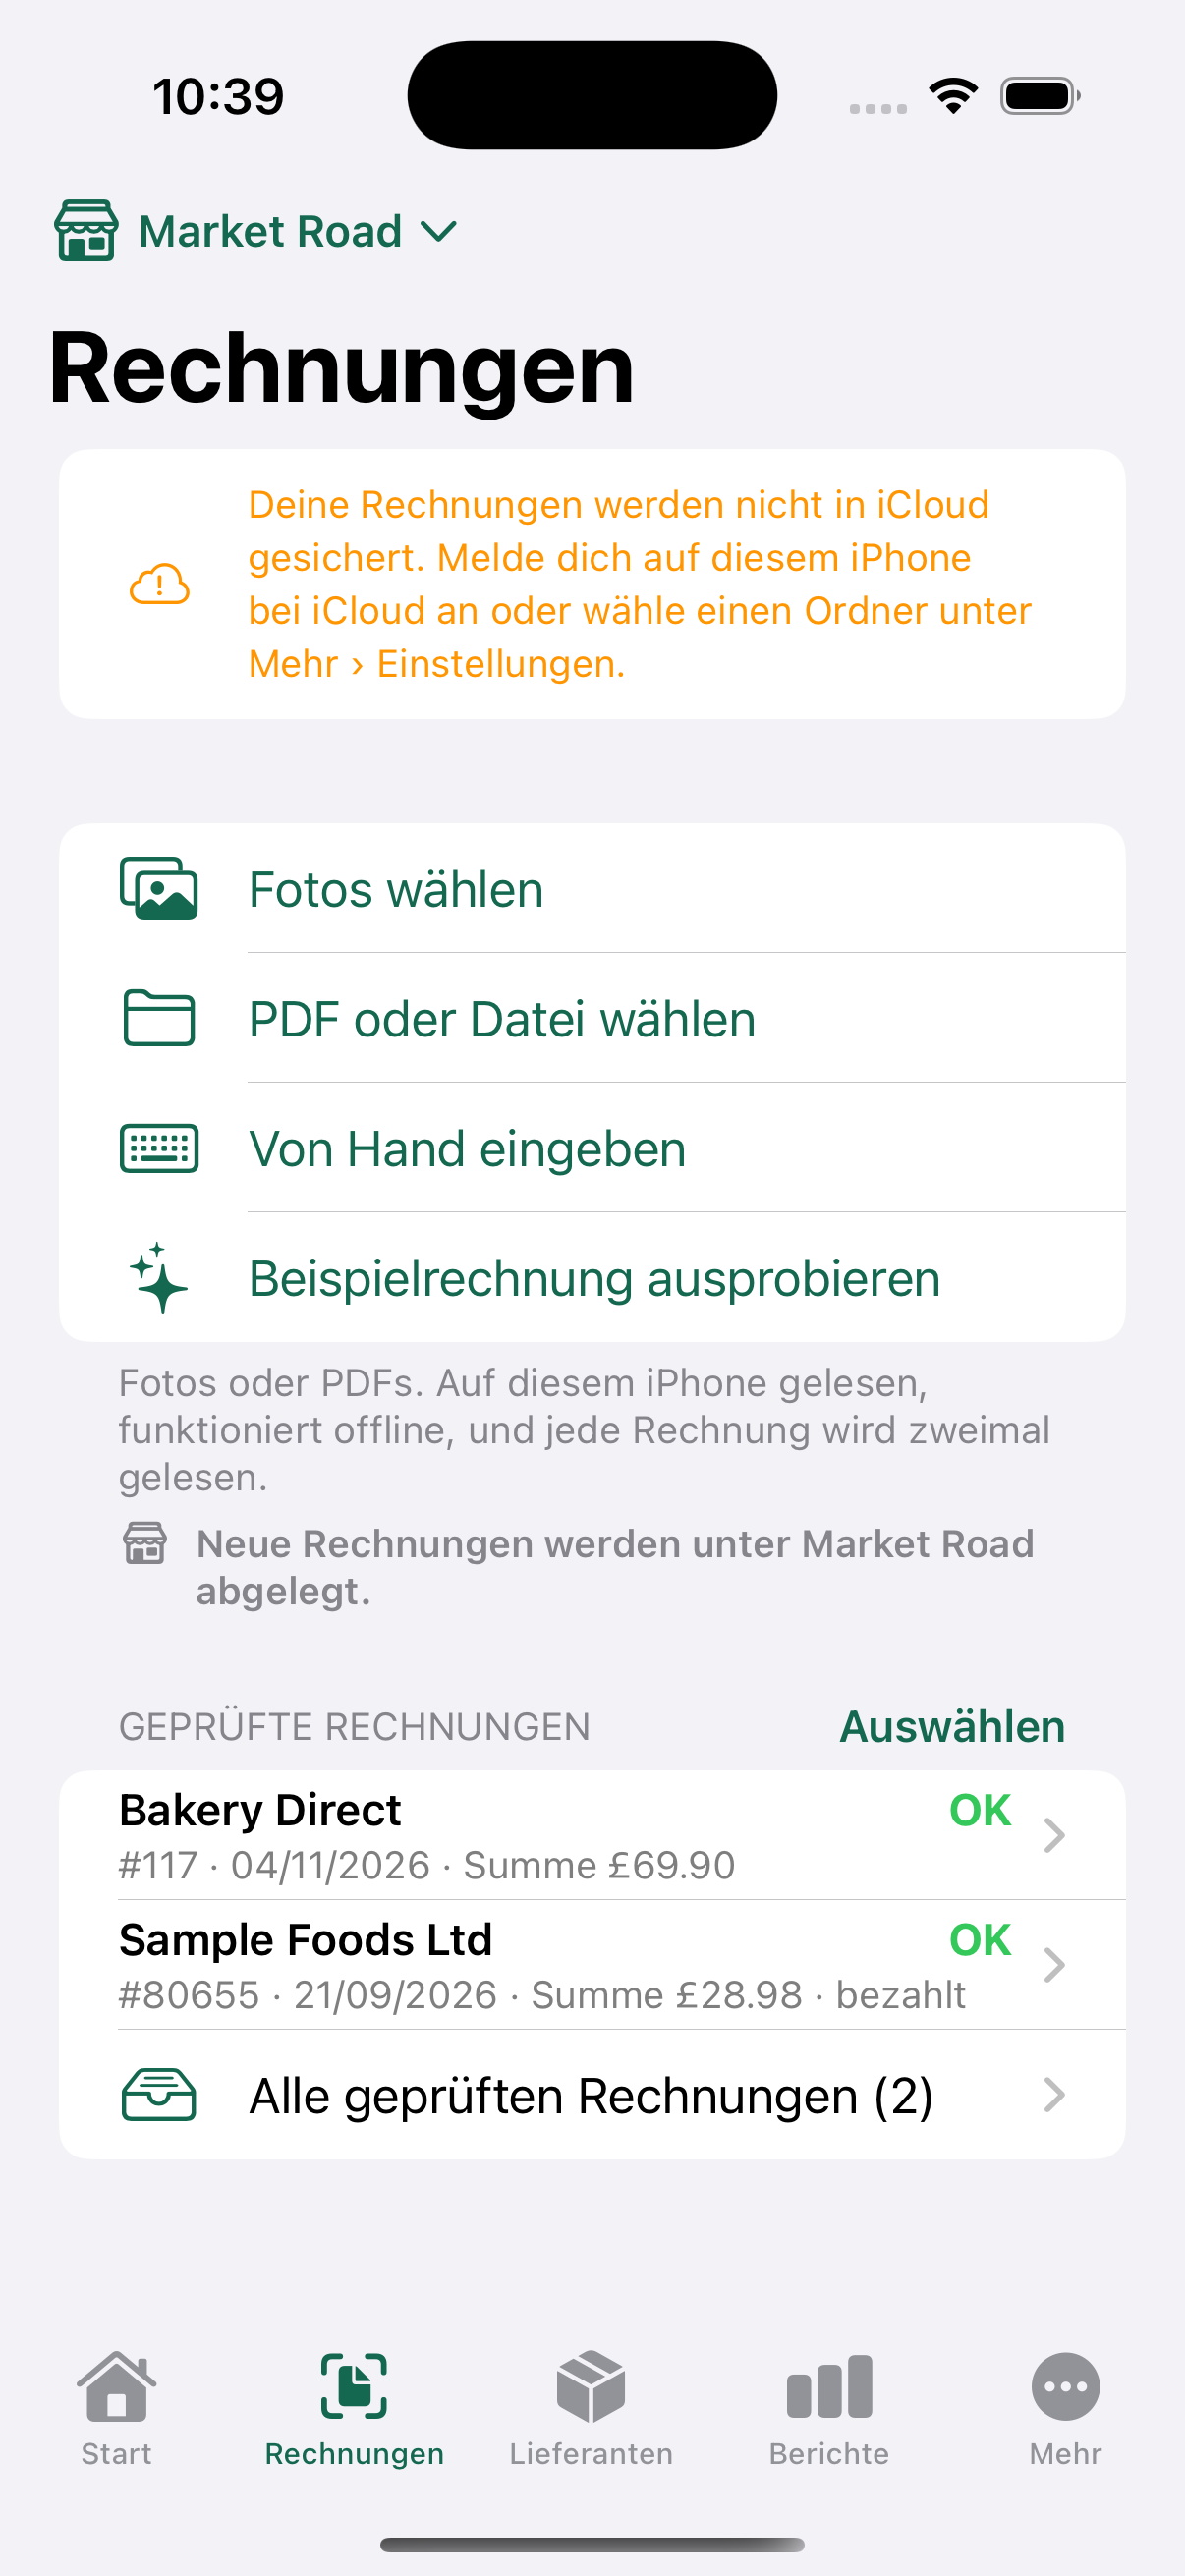 10:39
Market Road
Rechnungen
Deine Rechnungen werden nicht in iCloud
gesichert. Melde dich auf diesem iPhone
bei iCloud an oder wähle einen Ordner unter
Mehr › Einstellungen.
Fotos wählen
PDF oder Datei wählen
Von Hand eingeben
Beispielrechnung ausprobieren
Fotos oder PDFs. Auf diesem iPhone gelesen,
funktioniert offline, und jede Rechnung wird zweimal
gelesen.
Neue Rechnungen werden unter Market Road
abgelegt.
GEPRÜFTE RECHNUNGEN Auswählen
Bakery Direct OK
#117 · 04/11/2026 · Summe £69.90
Sample Foods Ltd OK
#80655 · 21/09/2026 · Summe £28.98 · bezahlt
Alle geprüften Rechnungen (2)
Start Rechnungen Lieferanten Berichte Mehr